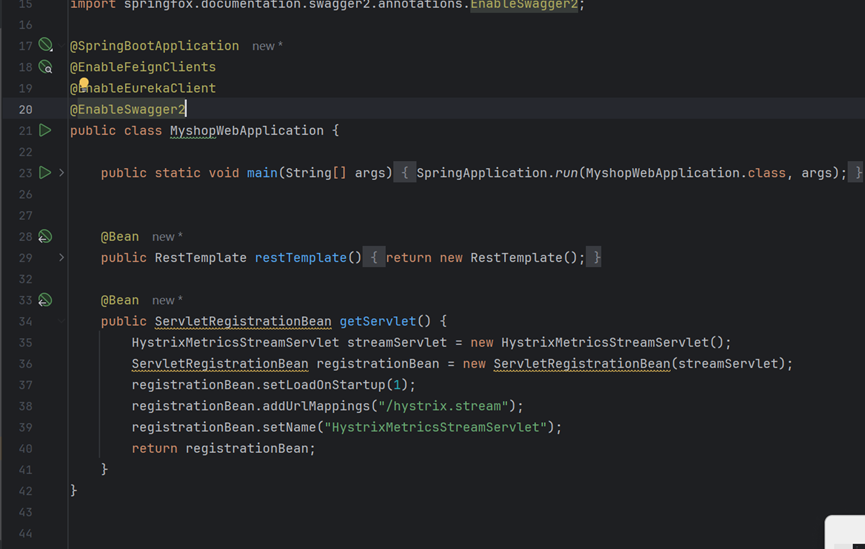 15 import springfox.documentation.swagger2.annotations.EnableSwagger2;
16
17 @SpringBootApplication new *
18 @EnableFeignClients
19 @EnableEurekaClient
20 @EnableSwagger2
21 public class MyshopWebApplication {
22
23 public static void main(String[] args) { SpringApplication.run(MyshopWebApplication.class, args); }
26
27
28 @Bean new *
29 public RestTemplate restTemplate() { return new RestTemplate(); }
32
33 @Bean new *
34 public ServletRegistrationBean getServlet() {
35 HystrixMetricsStreamServlet streamServlet = new HystrixMetricsStreamServlet();
36 ServletRegistrationBean registrationBean = new ServletRegistrationBean(streamServlet);
37 registrationBean.setLoadOnStartup(1);
38 registrationBean.addUrlMappings("/hystrix.stream");
39 registrationBean.setName("HystrixMetricsStreamServlet");
40 return registrationBean;
41 }
42 }
43
44